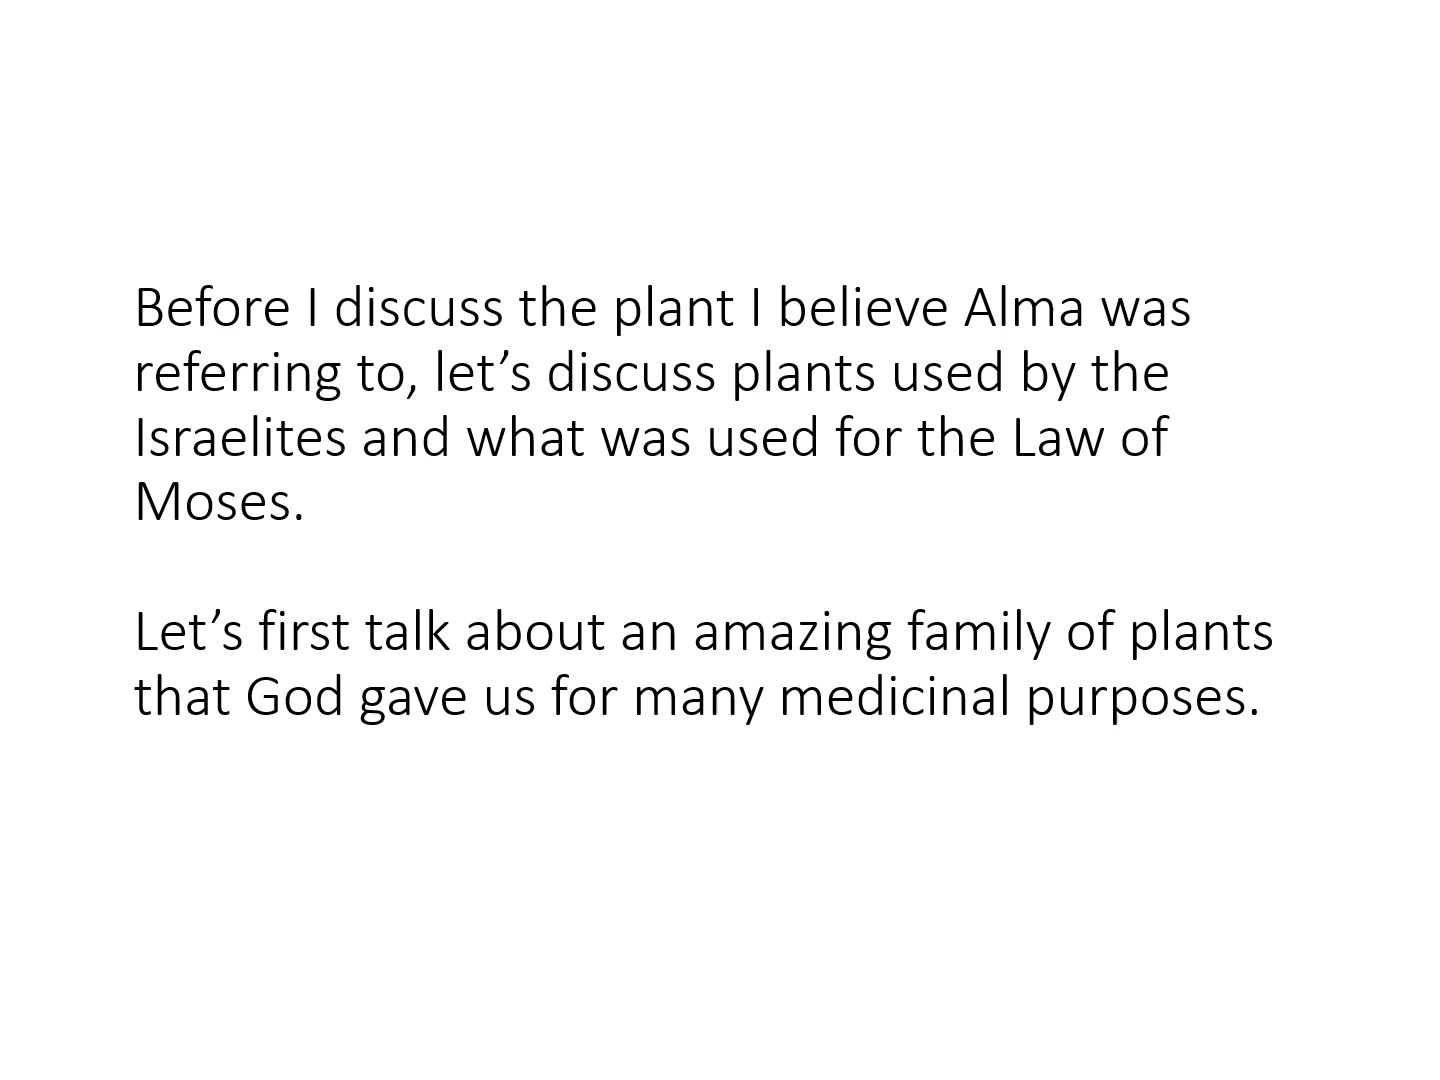 Before I discuss the plant I believe Alma was
referring to, let’s discuss plants used by the
Israelites and what was used for the Law of
Moses.
Let’s first talk about an amazing family of plants
that God gave us for many medicinal purposes.